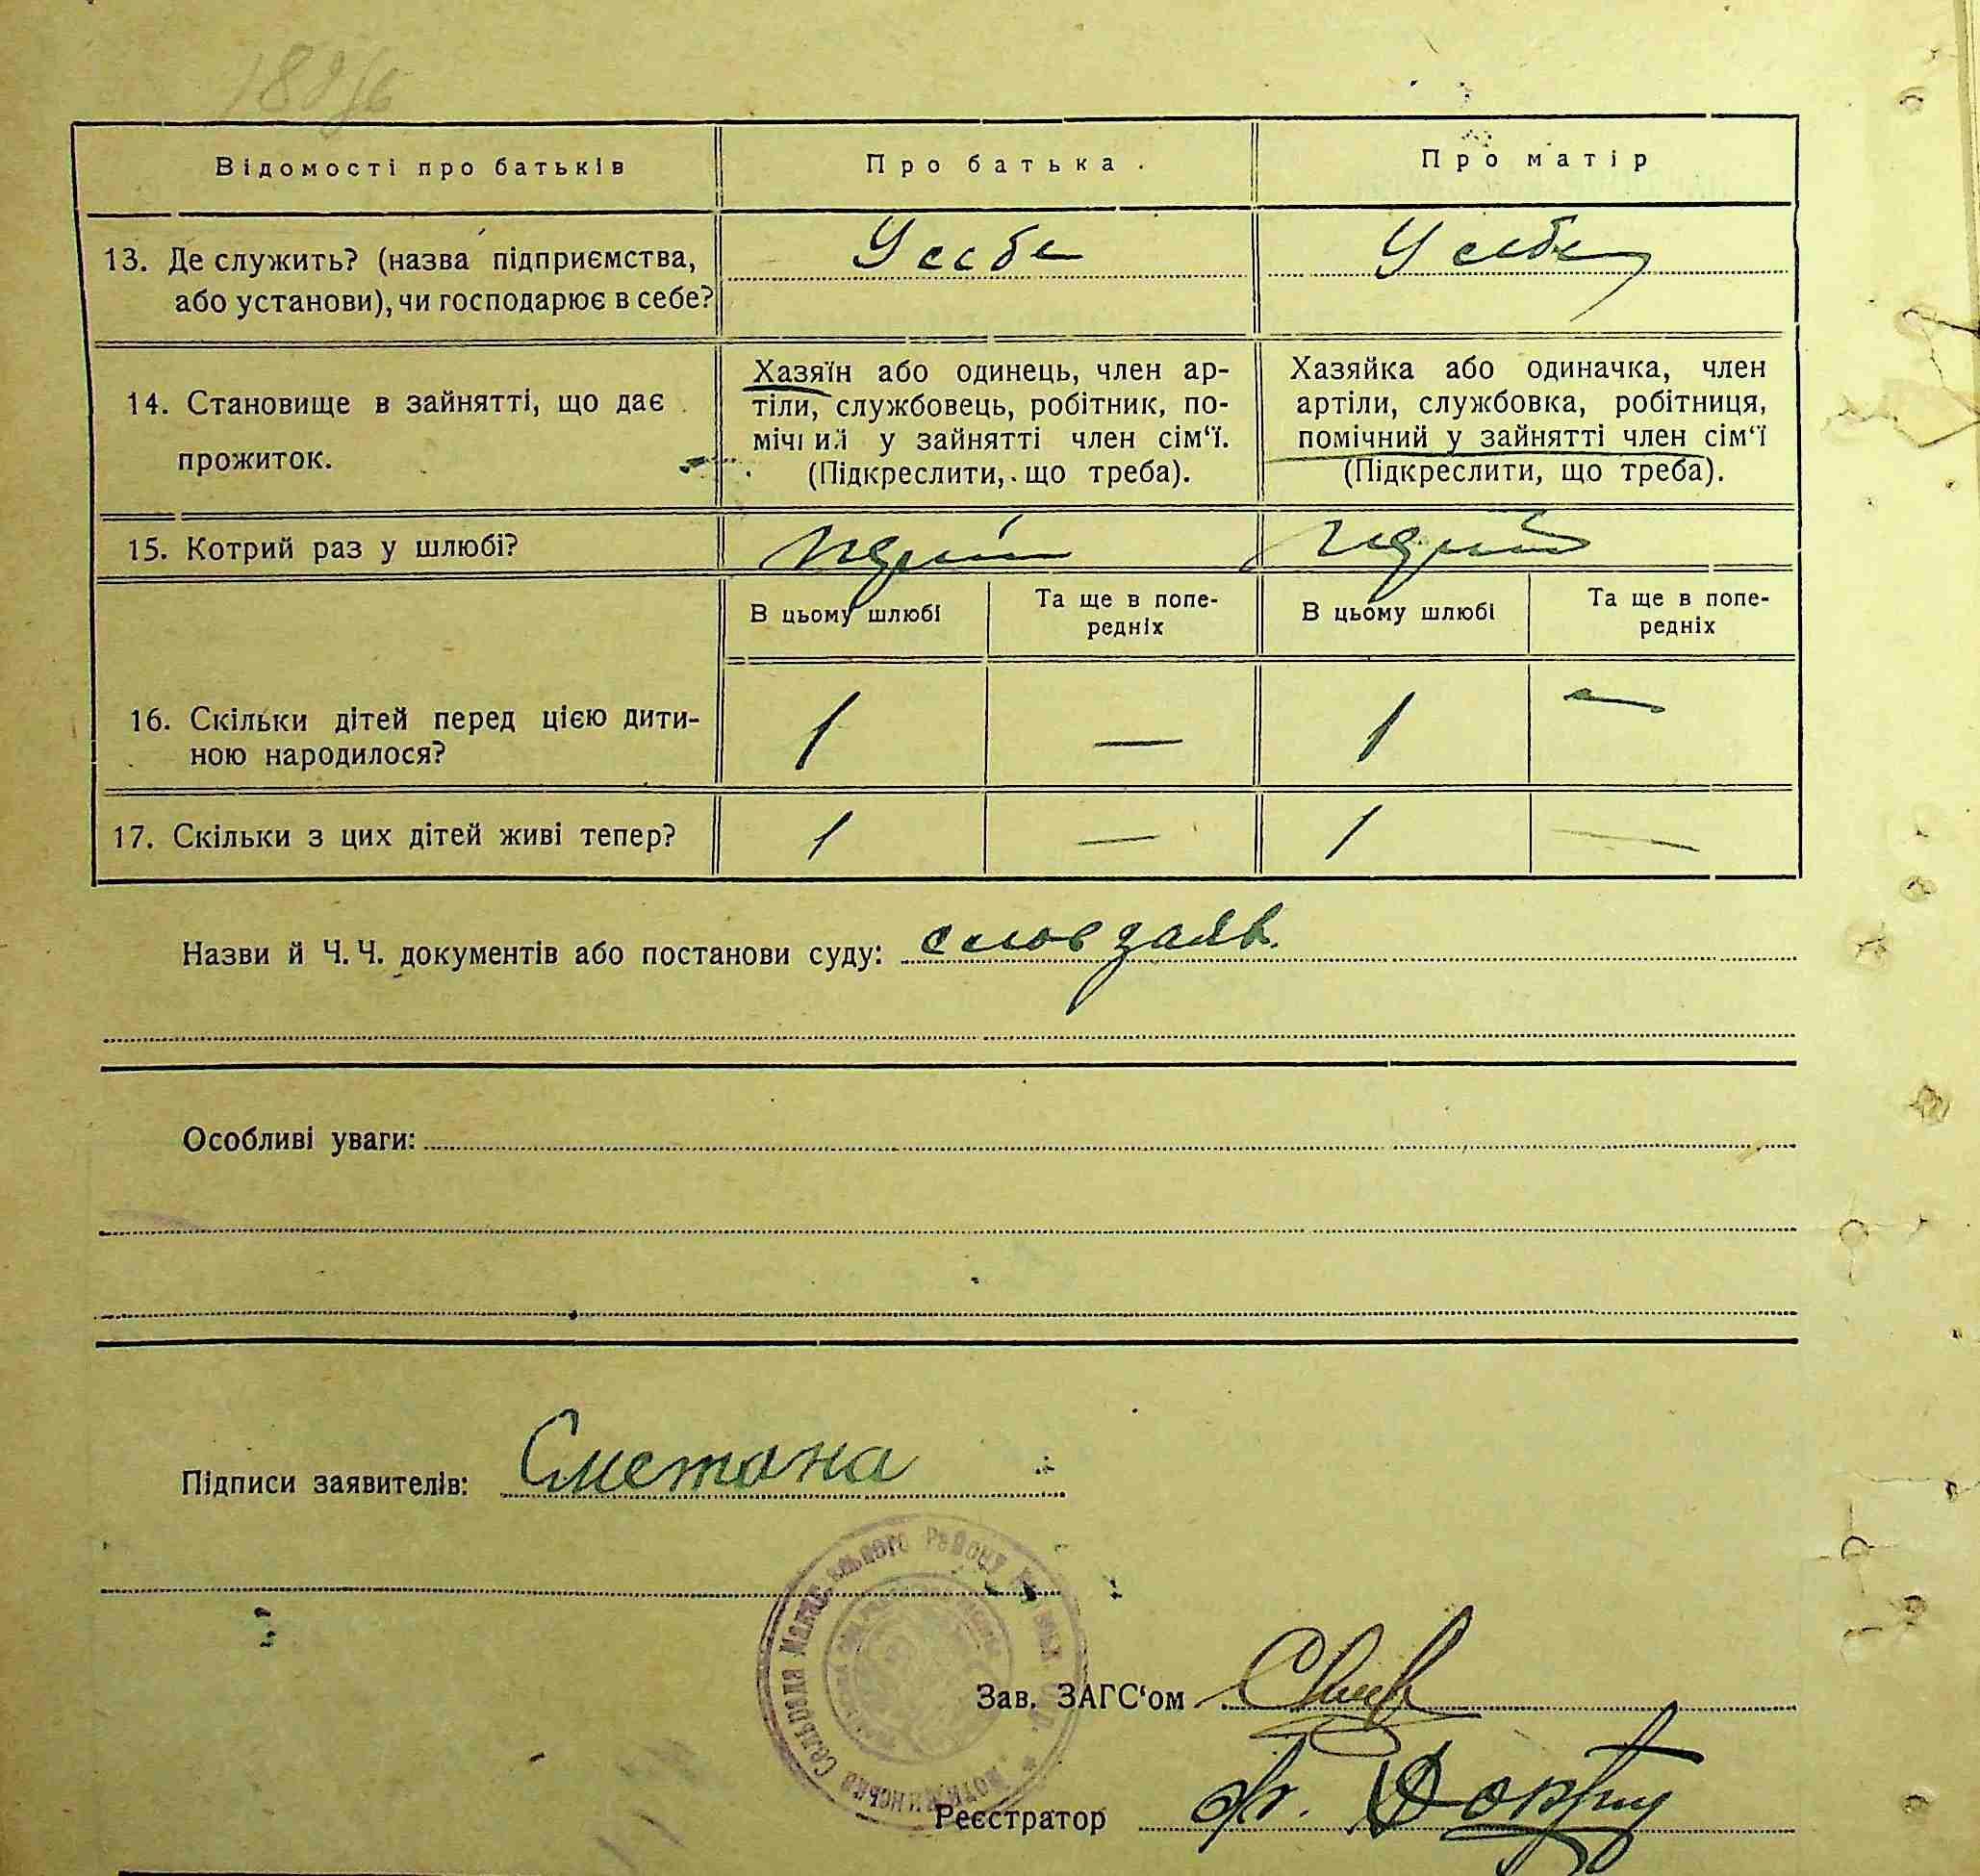 Відомості про батьків
Про батька.
Про матір
13. Де служить? (назва підприємства,
або установи), чи господарює в себе?
У себе
У себе
14. Становище в зайнятті, що дає
прожиток.
Хазяїн або одинець, член ар-
тіли, службовець, робітник, по-
мічний у зайнятті член сім‘ї.
(Підкреслити, що треба).
Хазяйка або одиначка, член
артіли, службовка, робітниця,
помічний у зайнятті член сім‘ї
(Підкреслити, що треба).
15. Котрий раз у шлюбі?
В цьому шлюбі
Та ще в попе-
редніх
В цьому шлюбі
Та ще в попе-
редніх
16. Скільки дітей перед цією дити-
ною народилося?
1 — 1 —
17. Скільки з цих дітей живі тепер?
1 — 1 —
Назви й Ч. Ч. документів або постанови суду: слов заяв.
Особливі уваги:
Підписи заявителів: Сметана
Зав. ЗАГС‘ом
Реєстратор